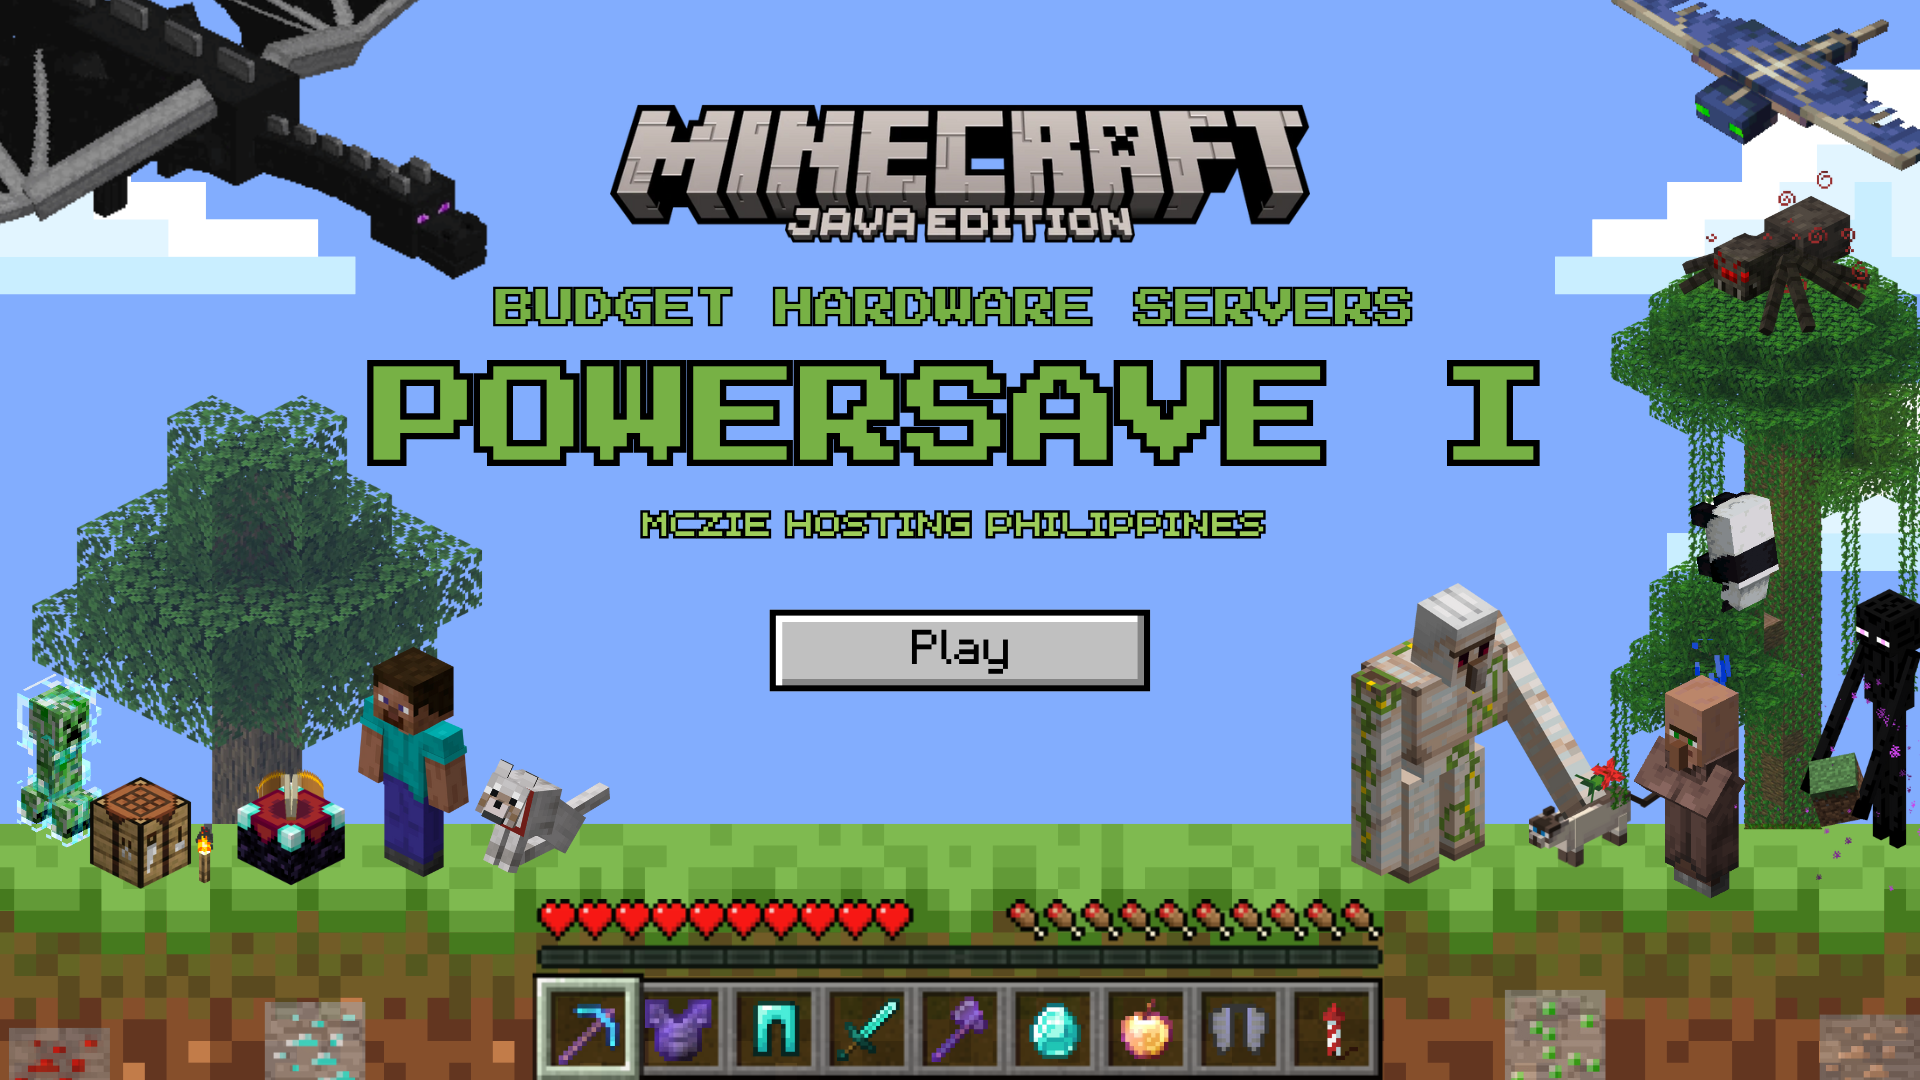 MINECRAFT
JAVA EDITION
BUDGET HARDWARE SERVERS
POWERSAVE I
MCZIE HOSTING PHILIPPINES
Play